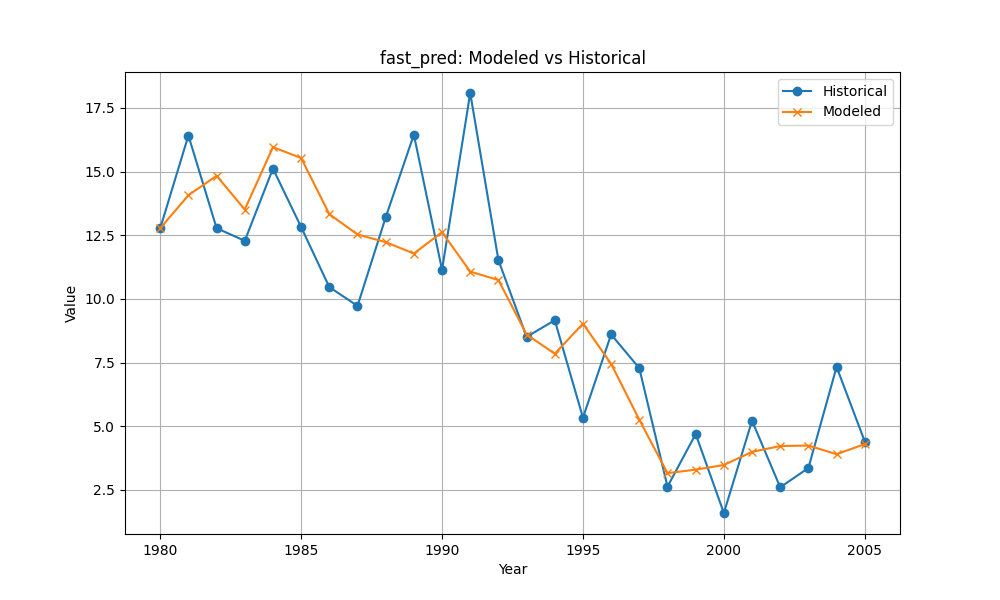 fast_pred: Modeled vs Historical
Historical
Modeled
17.5
15.0
12.5
10.0
7.5
5.0
2.5
Value
1980
1985
1990
1995
2000
2005
Year